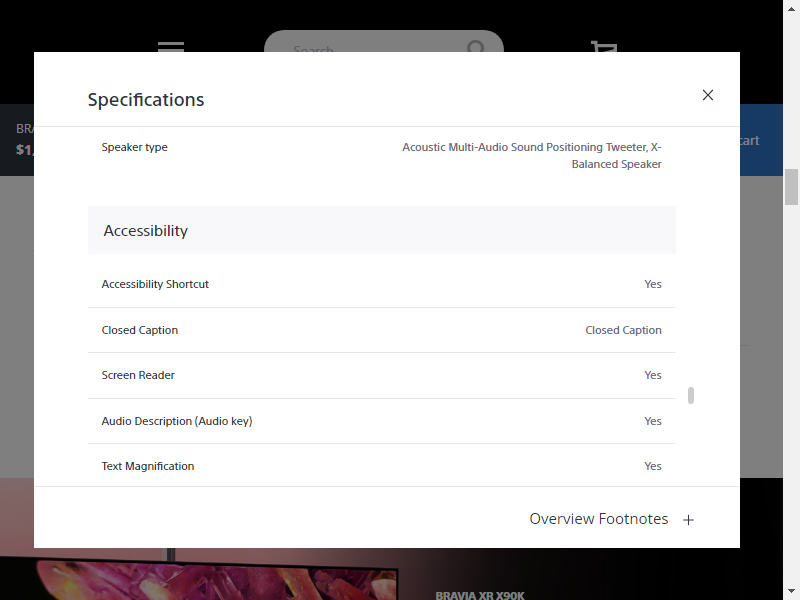 Search
BRA
$1,
cart
Specifications
Speaker type
Acoustic Multi-Audio Sound Positioning Tweeter, X-
Balanced Speaker
Accessibility
Accessibility Shortcut
Yes
Closed Caption
Closed Caption
Screen Reader
Yes
Audio Description (Audio key)
Yes
Text Magnification
Yes
Overview Footnotes
BRAVIA XR X90K